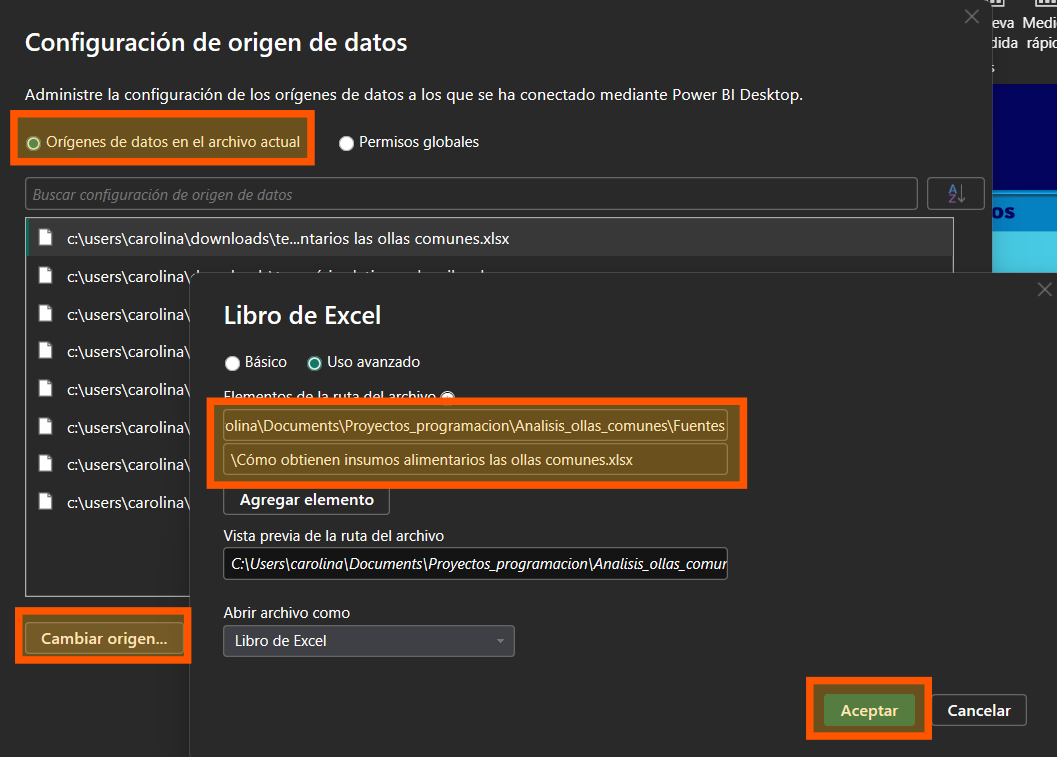 eva Medi
Configuración de origen de datos
dida rápic
s
Administre la configuración de los orígenes de datos a los que se ha conectado mediante Power BI Desktop.
Orígenes de datos en el archivo actual Permisos globales
Buscar configuración de origen de datos
AZ
os
c:\users\carolina\downloads\te...ntarios las ollas comunes.xlsx
c:\users\carolina\
Libro de Excel
c:\users\carolina\
c:\users\carolina\
Básico Uso avanzado
c:\users\carolina\
Elementos de la ruta del archivo
c:\users\carolina\
olina\Documents\Proyectos_programacion\Analisis_ollas_comunes\Fuentes
c:\users\carolina\
\Cómo obtienen insumos alimentarios las ollas comunes.xlsx
c:\users\carolina\
Agregar elemento
Vista previa de la ruta del archivo
C:\Users\carolina\Documents\Proyectos_programacion\Analisis_ollas_comur
Abrir archivo como
Cambiar origen...
Libro de Excel
Aceptar Cancelar